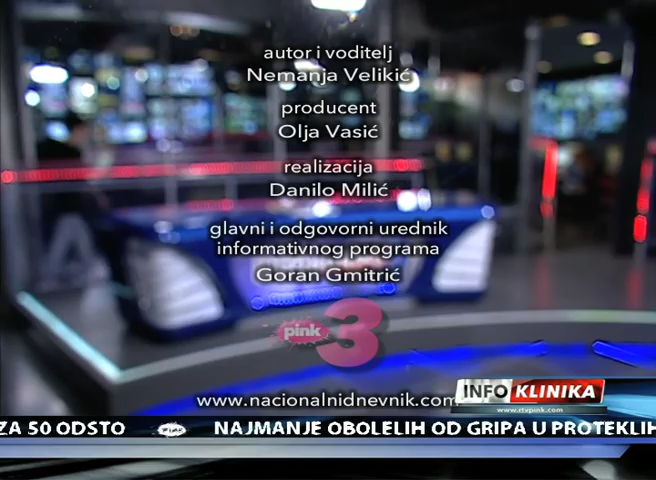 autor i voditelj
Nemanja Velikić
producent
Olja Vasić
realizacija
Danilo Milić
glavni i odgovorni urednik
informativnog programa
Goran Gmitrić
pink 3
www.nacionalnidnevnik.com
INFO KLINIKA
www.rtvpink.com
ZA 50 ODSTO
NAJMANJE OBOLELIH OD GRIPA U PROTEKLIH